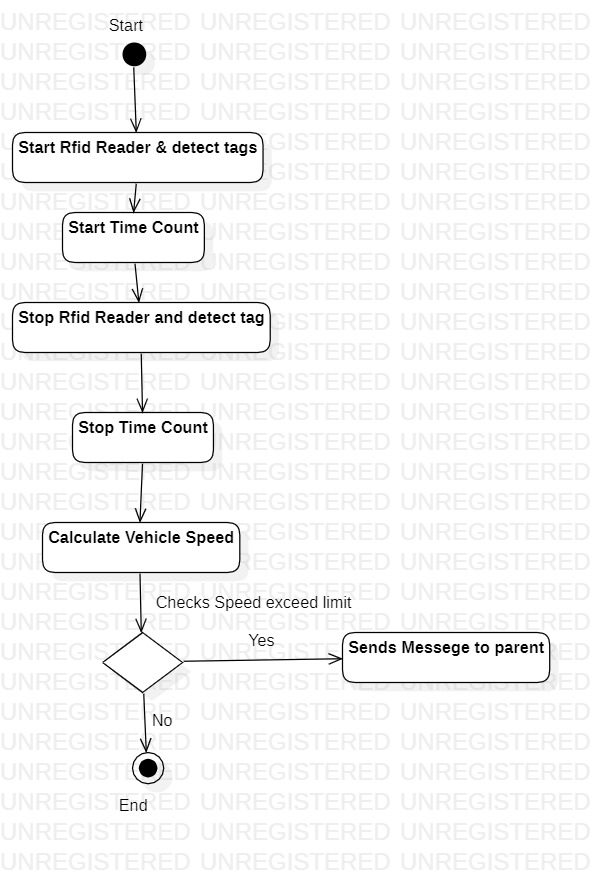 Start
Start Rfid Reader & detect tags
Start Time Count
Stop Rfid Reader and detect tag
Stop Time Count
Calculate Vehicle Speed
Checks Speed exceed limit
Yes
Sends Messege to parent
No
End
UNREGISTERED